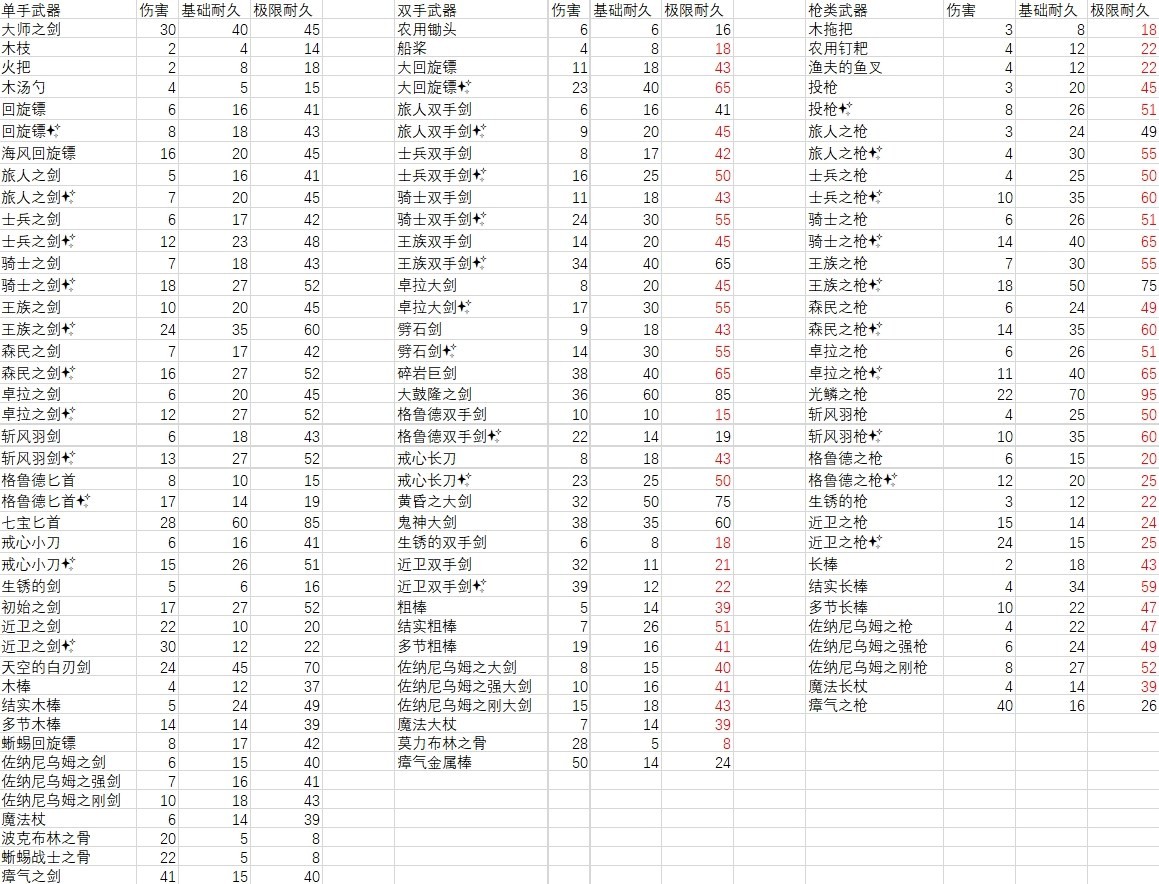 单手武器 伤害 基础耐久 极限耐久 双手武器 伤害 基础耐久 极限耐久 枪类武器 伤害 基础耐久 极限耐久
大师之剑 30 40 45 农用锄头 6 6 16 木拖把 3 8 18
木枝 2 4 14 船桨 4 8 18 农用钉耙 4 12 22
火把 2 8 18 大回旋镖 11 18 43 渔夫的鱼叉 4 12 22
木汤勺 4 5 15 大回旋镖✨ 23 40 65 投枪 3 20 45
回旋镖 6 16 41 旅人双手剑 6 16 41 投枪✨ 8 26 51
回旋镖✨ 8 18 43 旅人双手剑✨ 9 20 45 旅人之枪 3 24 49
海风回旋镖 16 20 45 士兵双手剑 8 17 42 旅人之枪✨ 4 30 55
旅人之剑 5 16 41 士兵双手剑✨ 16 25 50 士兵之枪 4 25 50
旅人之剑✨ 7 20 45 骑士双手剑 11 18 43 士兵之枪✨ 10 35 60
士兵之剑 6 17 42 骑士双手剑✨ 24 30 55 骑士之枪 6 26 51
士兵之剑✨ 12 23 48 王族双手剑 14 20 45 骑士之枪✨ 14 40 65
骑士之剑 7 18 43 王族双手剑✨ 34 40 65 王族之枪 7 30 55
骑士之剑✨ 18 27 52 卓拉大剑 8 20 45 王族之枪✨ 18 50 75
王族之剑 10 20 45 卓拉大剑✨ 17 30 55 森民之枪 6 24 49
王族之剑✨ 24 35 60 劈石剑 9 18 43 森民之枪✨ 14 35 60
森民之剑 7 17 42 劈石剑✨ 14 30 55 卓拉之枪 6 26 51
森民之剑✨ 16 27 52 碎岩巨剑 38 40 65 卓拉之枪✨ 11 40 65
卓拉之剑 6 20 45 大鼓隆之剑 36 60 85 光鳞之枪 22 70 95
卓拉之剑✨ 12 27 52 格鲁德双手剑 10 10 15 斩风羽枪 4 25 50
斩风羽剑 6 18 43 格鲁德双手剑✨ 22 14 19 斩风羽枪✨ 10 35 60
斩风羽剑✨ 13 27 52 戒心长刀 8 18 43 格鲁德之枪 6 15 20
格鲁德匕首 8 10 15 戒心长刀✨ 23 25 50 格鲁德之枪✨ 12 20 25
格鲁德匕首✨ 17 14 19 黄昏之大剑 32 50 75 生锈的枪 3 12 22
七宝匕首 28 60 85 鬼神大剑 38 35 60 近卫之枪 15 14 24
戒心小刀 6 16 41 生锈的双手剑 6 8 18 近卫之枪✨ 24 15 25
戒心小刀✨ 15 26 51 近卫双手剑 32 11 21 长棒 2 18 43
生锈的剑 5 6 16 近卫双手剑✨ 39 12 22 结实长棒 4 34 59
初始之剑 17 27 52 粗棒 5 14 39 多节长棒 10 22 47
近卫之剑 22 10 20 结实粗棒 7 26 51 佐纳尼乌姆之枪 4 22 47
近卫之剑✨ 30 12 22 多节粗棒 19 16 41 佐纳尼乌姆之强枪 6 24 49
天空的白刃剑 24 45 70 佐纳尼乌姆之大剑 8 15 40 佐纳尼乌姆之刚枪 8 27 52
木棒 4 12 37 佐纳尼乌姆之强大剑 10 16 41 魔法长杖 4 14 39
结实木棒 5 24 49 佐纳尼乌姆之刚大剑 15 18 43 瘴气之枪 40 16 26
多节木棒 14 14 39 魔法大杖 7 14 39
蜥蜴回旋镖 8 17 42 莫力布林之骨 28 5 8
佐纳尼乌姆之剑 6 15 40 瘴气金属棒 50 14 24
佐纳尼乌姆之强剑 7 16 41
佐纳尼乌姆之刚剑 10 18 43
魔法杖 6 14 39
波克布林之骨 20 5 8
蜥蜴战士之骨 22 5 8
瘴气之剑 41 15 40